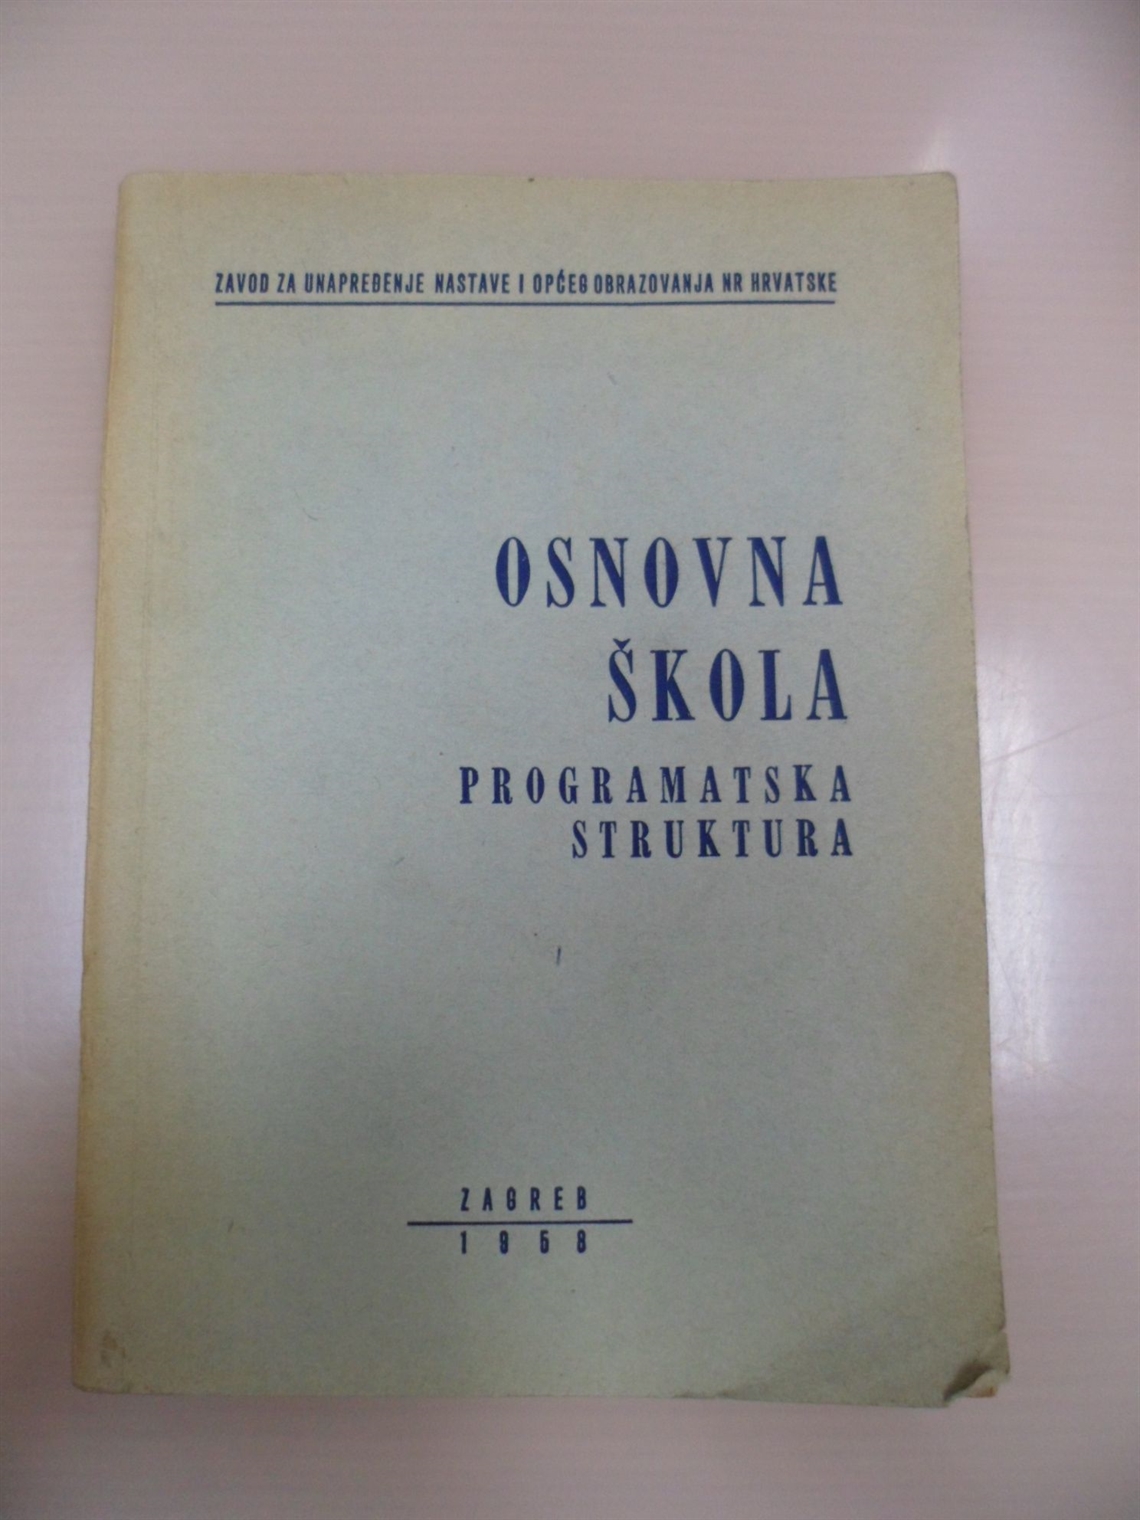 ZAVOD ZA UNAPREĐENJE NASTAVE I OPĆEG OBRAZOVANJA NR HRVATSKE
OSNOVNA
ŠKOLA
PROGRAMATSKA
STRUKTURA
ZAGREB
1958